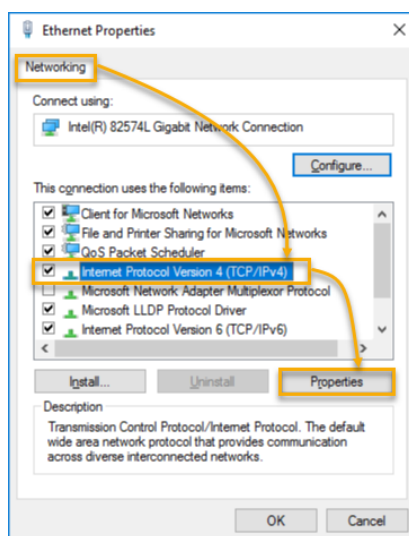 Ethernet Properties
Networking
Connect using:
Intel(R) 82574L Gigabit Network Connection
Configure...
This connection uses the following items:
Client for Microsoft Networks
File and Printer Sharing for Microsoft Networks
QoS Packet Scheduler
Internet Protocol Version 4 (TCP/IPv4)
Microsoft Network Adapter Multiplexor Protocol
Microsoft LLDP Protocol Driver
Internet Protocol Version 6 (TCP/IPv6)
Install...
Uninstall
Properties
Description
Transmission Control Protocol/Internet Protocol. The default
wide area network protocol that provides communication
across diverse interconnected networks.
OK
Cancel